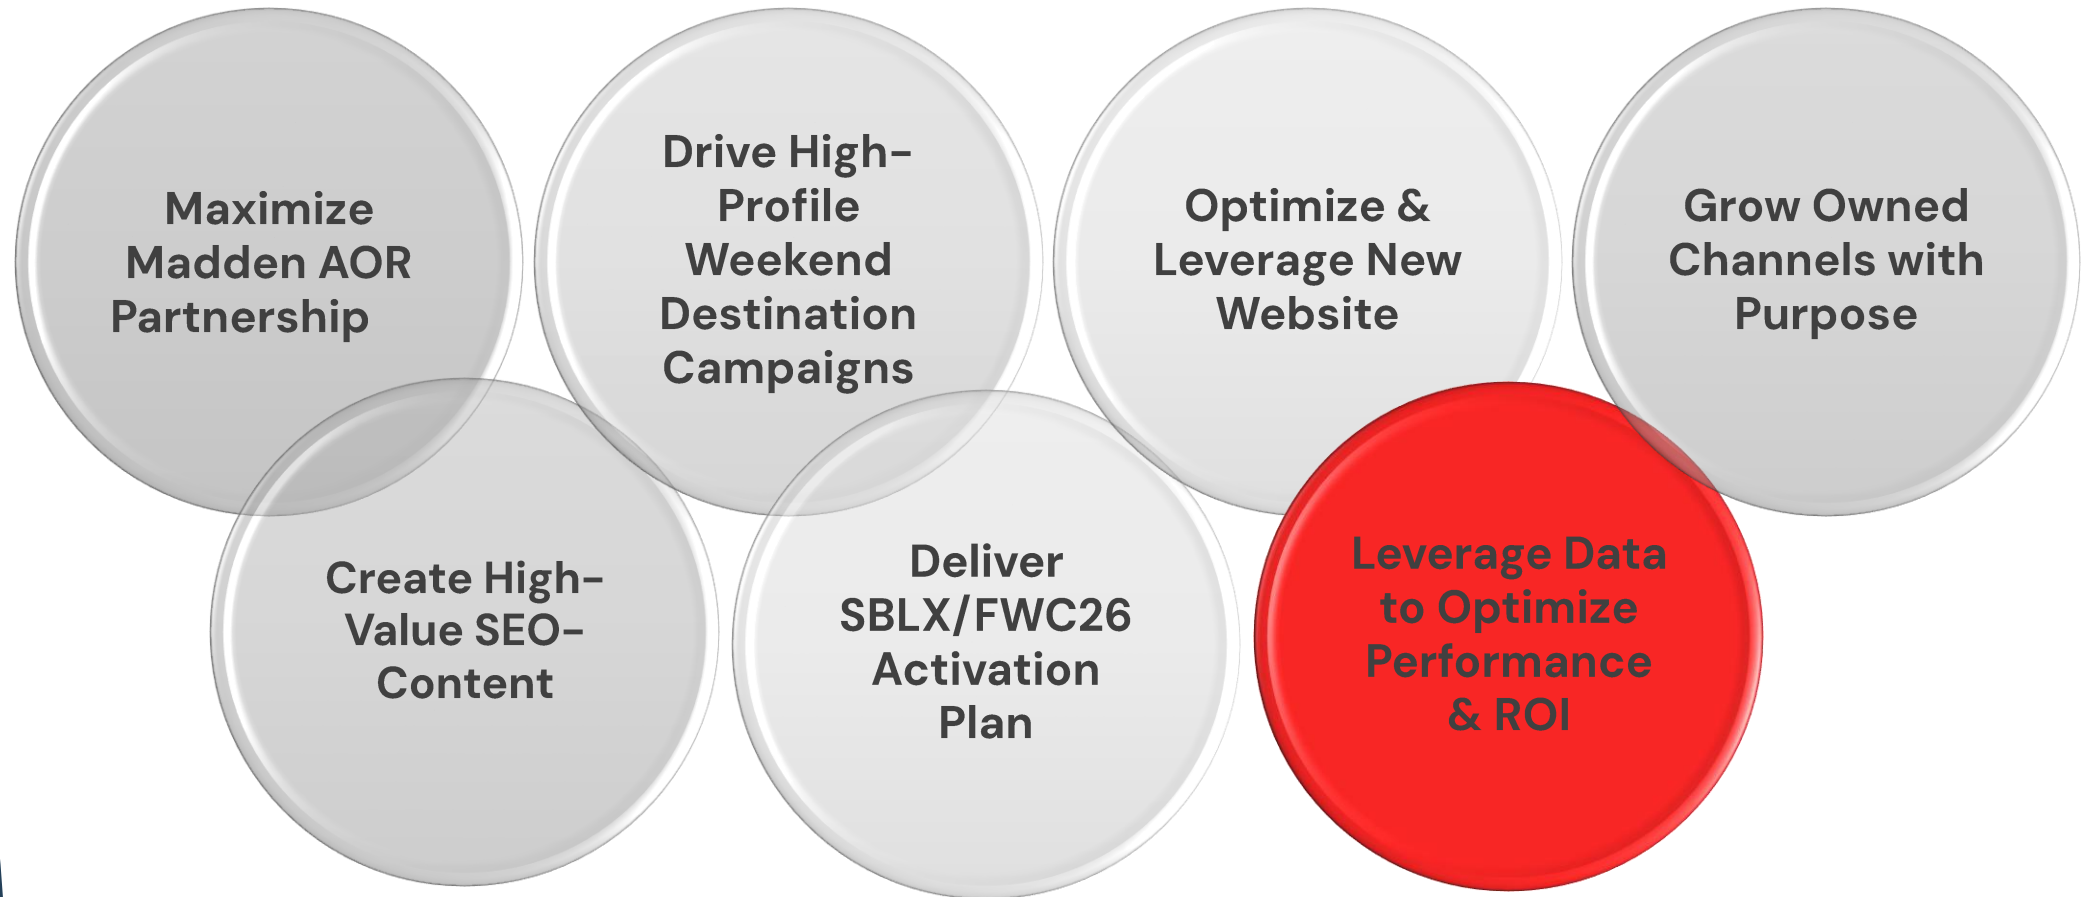 Maximize
Madden AOR
Partnership
Drive High-
Profile
Weekend
Destination
Campaigns
Optimize &
Leverage New
Website
Grow Owned
Channels with
Purpose
Create High-
Value SEO-
Content
Deliver
SBLX/FWC26
Activation
Plan
Leverage Data
to Optimize
Performance
& ROI